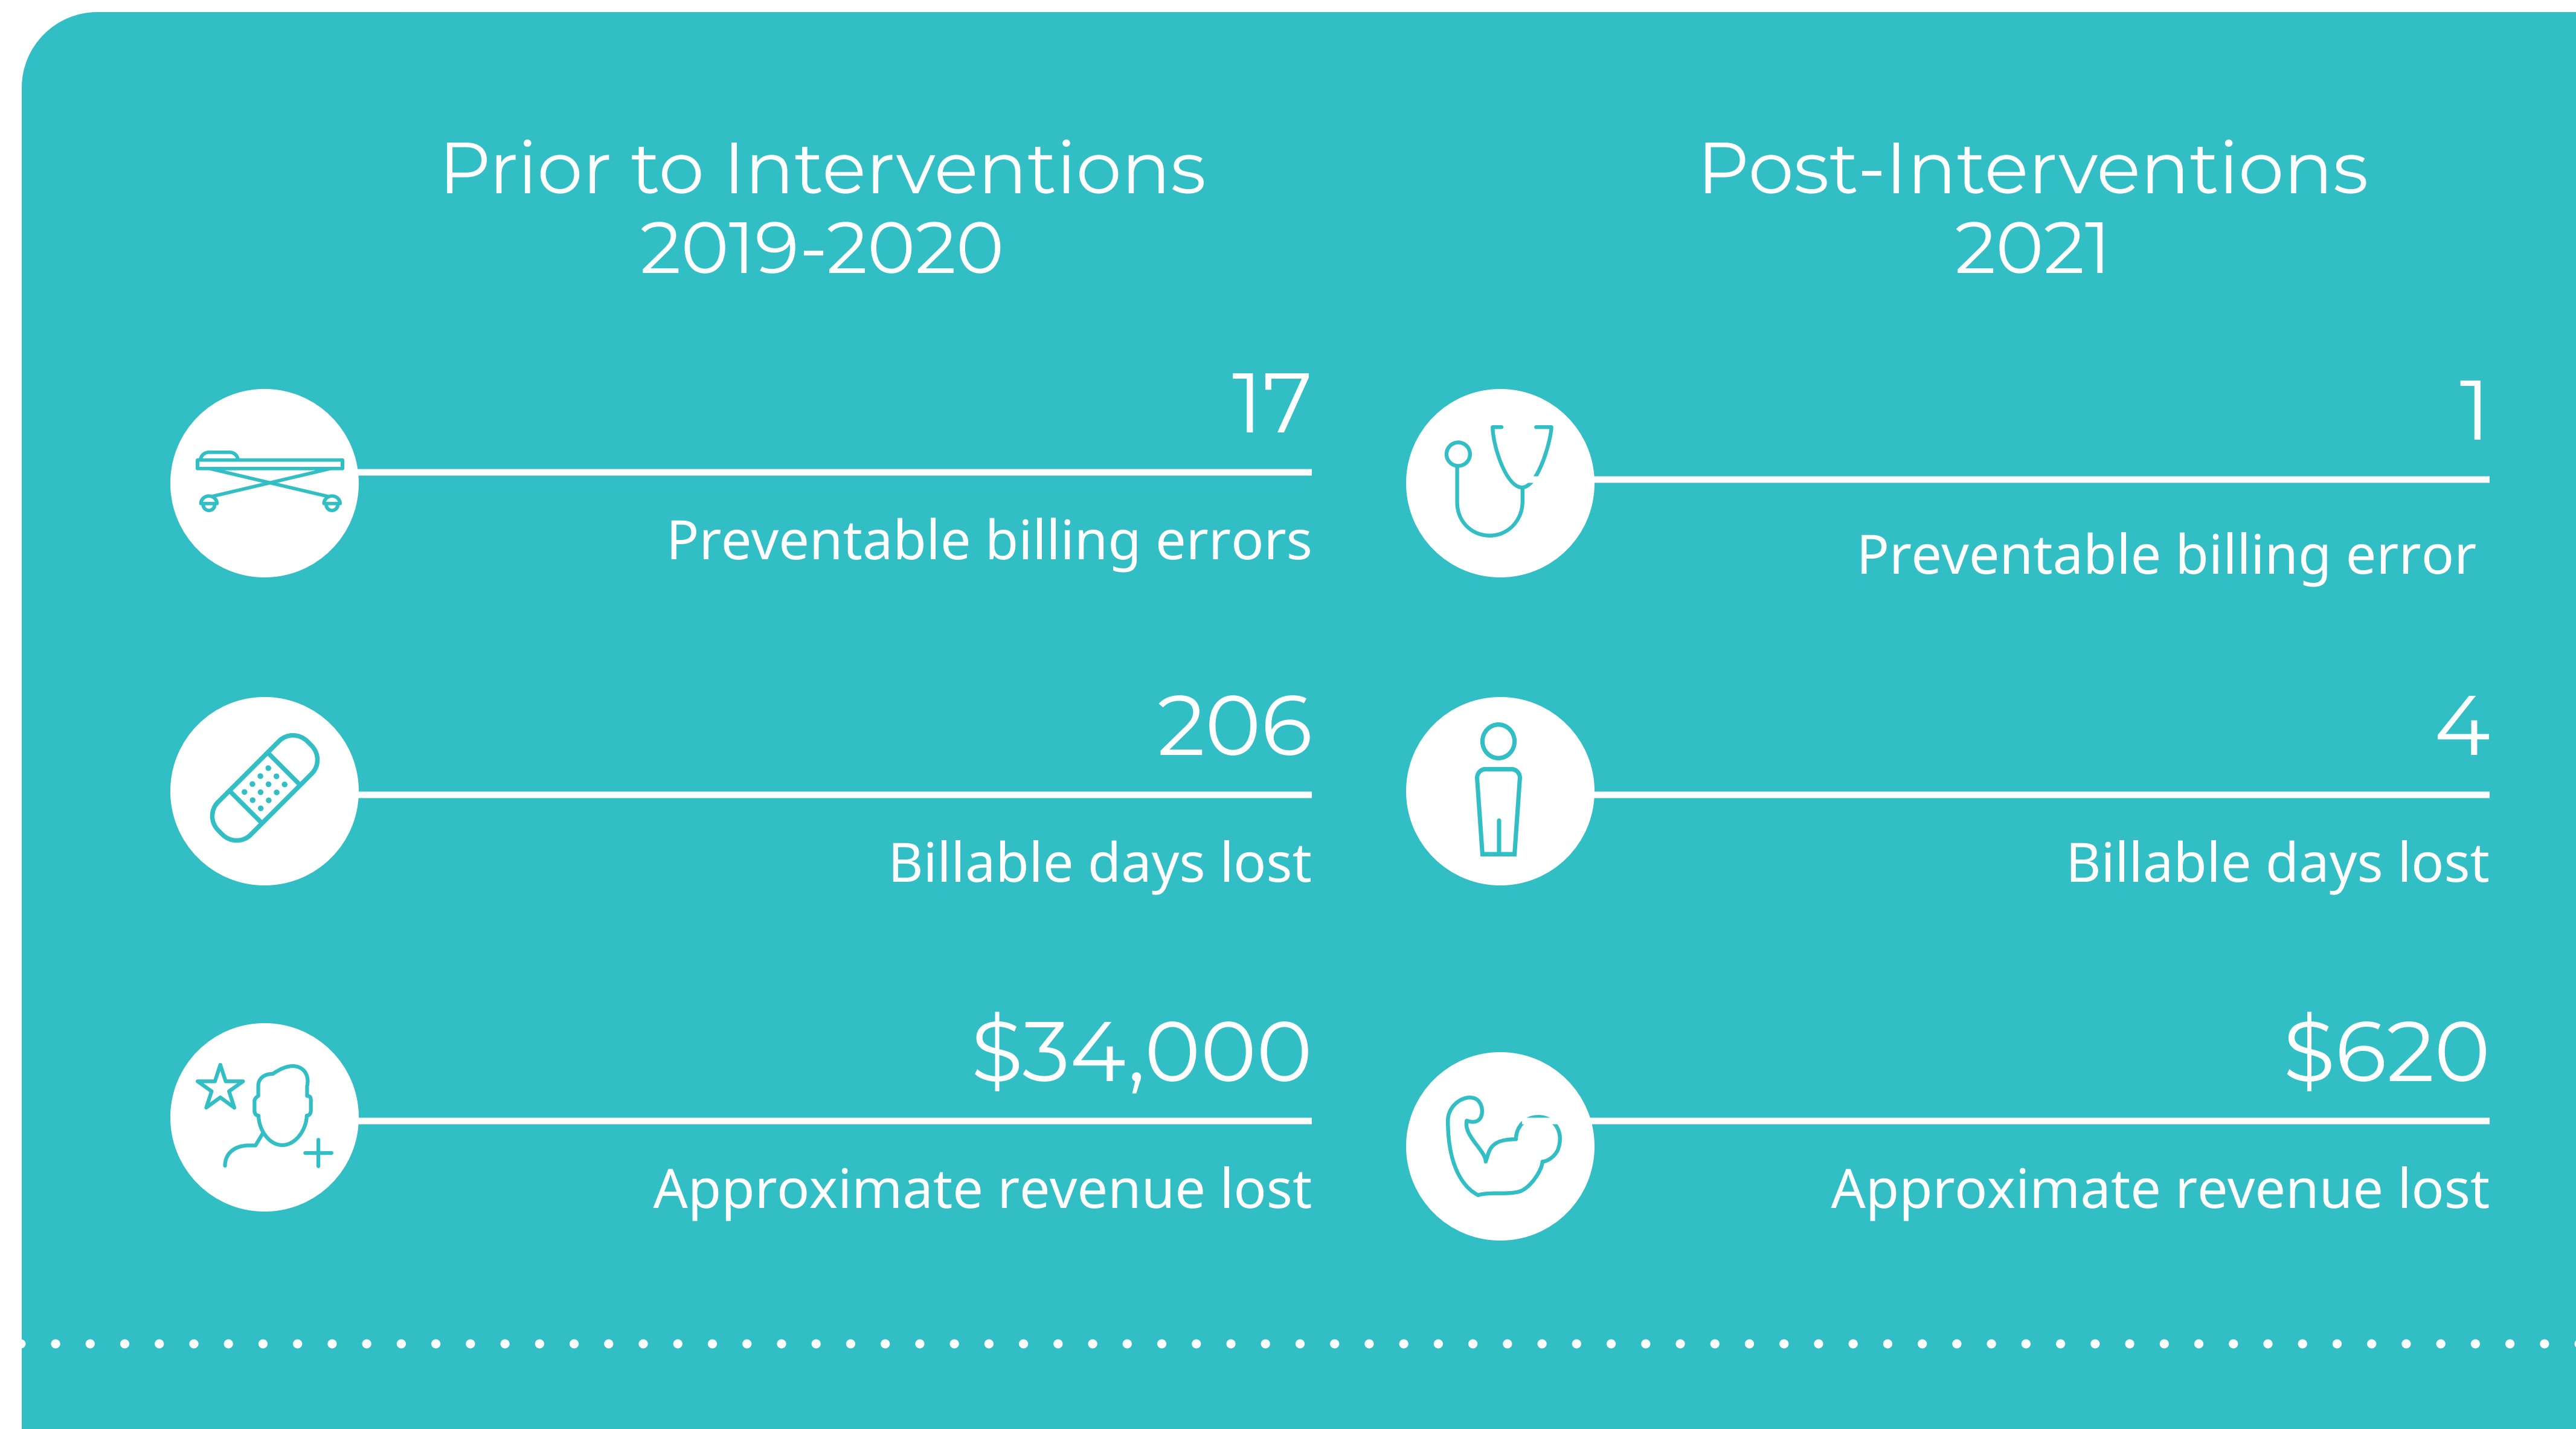 Prior to Interventions
2019-2020
17
Preventable billing errors
206
Billable days lost
$34,000
Approximate revenue lost
Post-Interventions
2021
1
Preventable billing error
4
Billable days lost
$620
Approximate revenue lost